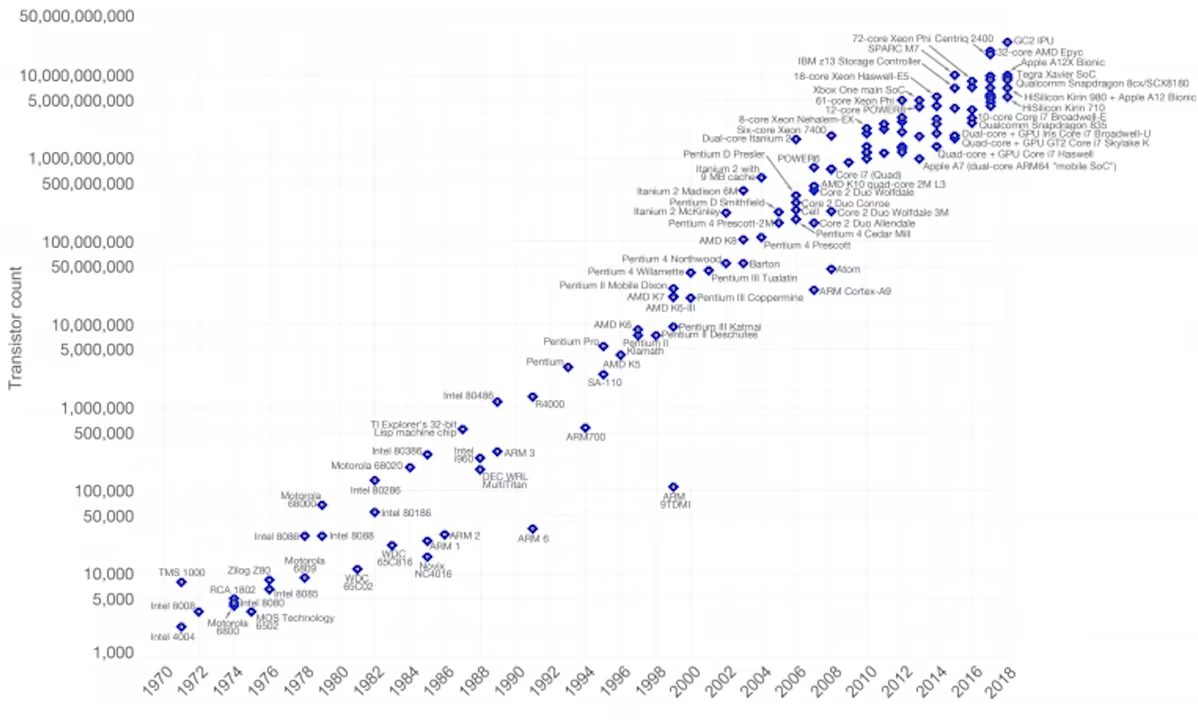 50,000,000,000
10,000,000,000
5,000,000,000
1,000,000,000
500,000,000
100,000,000
50,000,000
10,000,000
5,000,000
1,000,000
500,000
100,000
50,000
10,000
5,000
1,000
Transistor count
72-core Xeon Phi Centriq 2400
GC2 IPU
SPARC M7
32-core AMD Epyc
IBM z13 Storage Controller
Apple A12X Bionic
18-core Xeon Haswell-E5
Tegra Xavier SoC
Qualcomm Snapdragon 8cx/SCX8180
Xbox One main SoC
61-core Xeon Phi
HiSilicon Kirin 980 + Apple A12 Bionic
12-core POWER8
HiSilicon Kirin 710
8-core Xeon Nehalem-EX
10-core Core i7 Broadwell-E
Six-core Xeon 7400
Qualcomm Snapdragon 835
Dual-core Itanium 2
Dual-core + GPU Iris Core i7 Broadwell-U
Quad-core + GPU GT2 Core i7 Skylake K
Pentium D Presler
POWER6
Quad-core + GPU Core i7 Haswell
Apple A7 (dual-core ARM64 "mobile SoC")
Itanium 2 with
9 MB cache
Core i7 (Quad)
AMD K10 quad-core 2M L3
Itanium 2 Madison 6M
Core 2 Duo Wolfdale
Pentium D Smithfield
Core 2 Duo Conroe
Itanium 2 McKinley
Cell
Core 2 Duo Wolfdale 3M
Pentium 4 Prescott-2M
Core 2 Duo Allendale
Pentium 4 Cedar Mill
AMD K8
Pentium 4 Prescott
Pentium 4 Northwood
Barton
Pentium 4 Willamette
Pentium III Tualatin
Atom
Pentium II Mobile Dixon
ARM Cortex-A9
AMD K7
Pentium III Coppermine
AMD K6-III
AMD K6
Pentium III Katmai
Pentium II Deschutes
Pentium Pro
Pentium II
Klamath
Pentium
AMD K5
SA-110
Intel 80486
R4000
TI Explorer's 32-bit
Lisp machine chip
ARM700
Intel 80386
Intel
i960
ARM 3
Motorola 68020
DEC WRL
MultiTitan
Intel 80286
ARM
9TDMI
Motorola
68000
Intel 80186
Intel 8086
Intel 8088
ARM 2
ARM 1
ARM 6
WDC
65C816
Novix
NC4016
Motorola
6809
WDC
65C02
TMS 1000
Zilog Z80
RCA 1802
Intel 8085
Intel 8008
Intel 8080
Motorola
6800
MOS Technology
6502
Intel 4004
1970
1972
1974
1976
1978
1980
1982
1984
1986
1988
1990
1992
1994
1996
1998
2000
2002
2004
2006
2008
2010
2012
2014
2016
2018